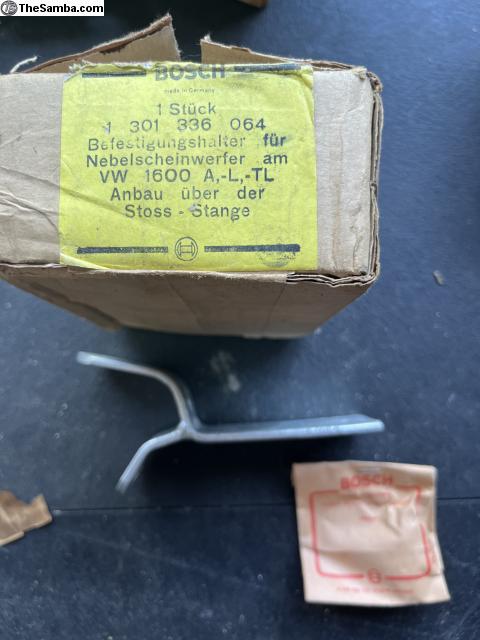 TheSamba.com
BOSCH
made in Germany
1 Stück
1 301 336 064
Befestigungshalter für
Nebelscheinwerfer am
VW 1600 A,-L,-TL
Anbau über der
Stoss-Stange
BOSCH